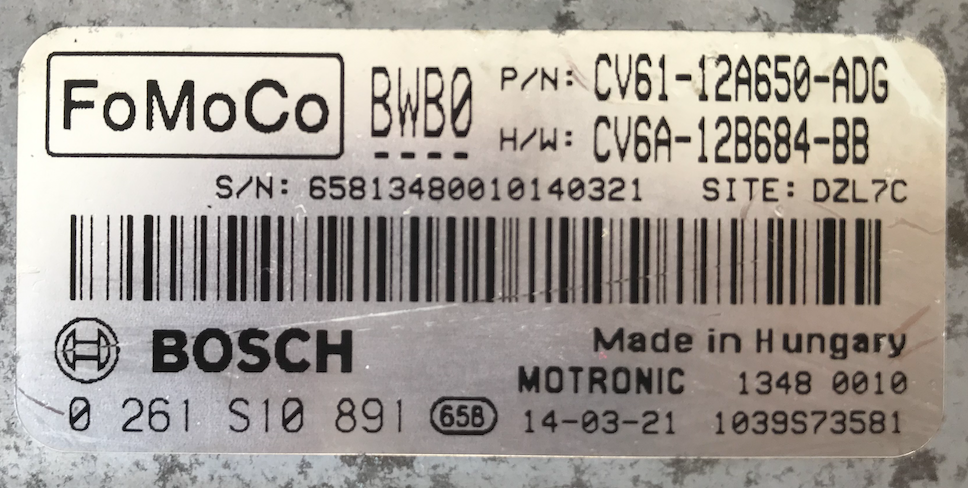 FoMoCo BWB0 P/N: CV61-12A650-ADG
H/W: CV6A-12B684-BB
S/N: 65813480010140321 SITE: DZL7C
BOSCH Made in Hungary
MOTRONIC 1348 0010
0 261 S10 891 65B 14-03-21 1039S73581